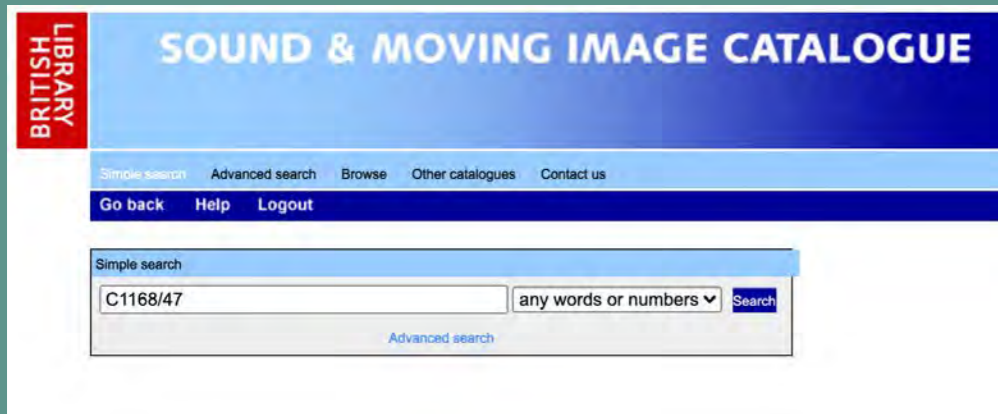 BRITISH
LIBRARY
SOUND & MOVING IMAGE CATALOGUE
Simple search Advanced search Browse Other catalogues Contact us
Go back Help Logout
Simple search
C1168/47 any words or numbers Search
Advanced search